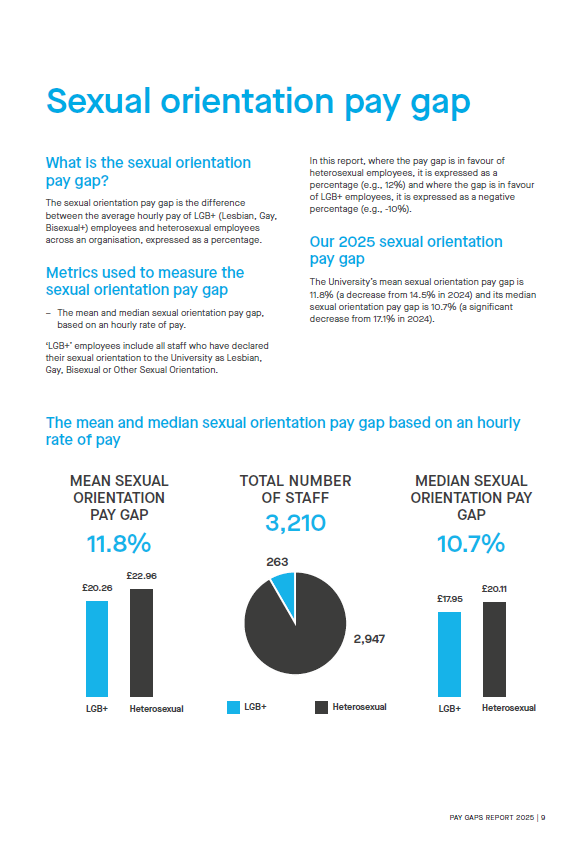 Sexual orientation pay gap
What is the sexual orientation
pay gap?
The sexual orientation pay gap is the difference
between the average hourly pay of LGB+ (Lesbian, Gay,
Bisexual+) employees and heterosexual employees
across an organisation, expressed as a percentage.
Metrics used to measure the
sexual orientation pay gap
– The mean and median sexual orientation pay gap,
based on an hourly rate of pay.
‘LGB+’ employees include all staff who have declared
their sexual orientation to the University as Lesbian,
Gay, Bisexual or Other Sexual Orientation.
In this report, where the pay gap is in favour of
heterosexual employees, it is expressed as a
percentage (e.g., 12%) and where the gap is in favour
of LGB+ employees, it is expressed as a negative
percentage (e.g., -10%).
Our 2025 sexual orientation
pay gap
The University’s mean sexual orientation pay gap is
11.8% (a decrease from 14.5% in 2024) and its median
sexual orientation pay gap is 10.7% (a significant
decrease from 17.1% in 2024).
The mean and median sexual orientation pay gap based on an hourly
rate of pay
MEAN SEXUAL
ORIENTATION
PAY GAP
11.8%
£20.26
£22.96
LGB+
Heterosexual
TOTAL NUMBER
OF STAFF
3,210
263
2,947
LGB+
Heterosexual
MEDIAN SEXUAL
ORIENTATION PAY
GAP
10.7%
£17.95
£20.11
LGB+
Heterosexual
PAY GAPS REPORT 2025 | 9